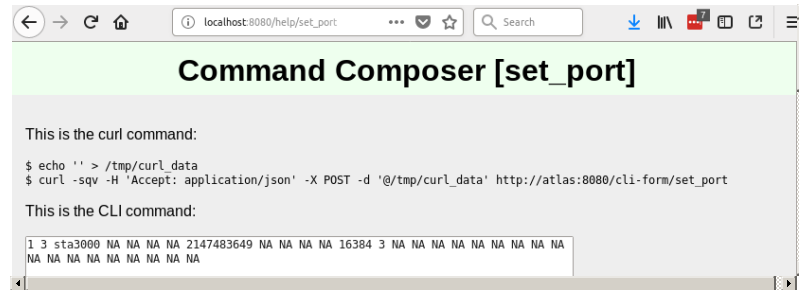 localhost:8080/help/set_port
Search
7
Command Composer [set_port]
This is the curl command:
$ echo '' > /tmp/curl_data
$ curl -sqv -H 'Accept: application/json' -X POST -d '@/tmp/curl_data' http://atlas:8080/cli-form/set_port
This is the CLI command:
1 3 sta3000 NA NA NA NA 2147483649 NA NA NA NA 16384 3 NA NA NA NA NA NA NA NA NA
NA NA NA NA NA NA NA NA NA